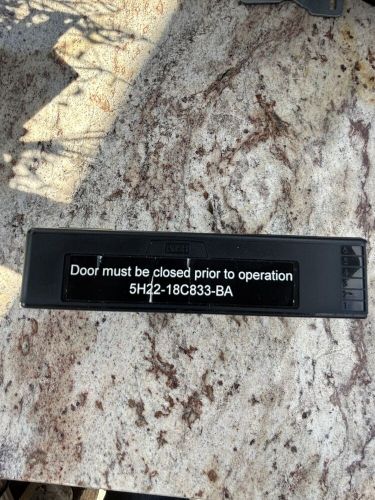 Door must be closed prior to operation
5H22-18C833-BA